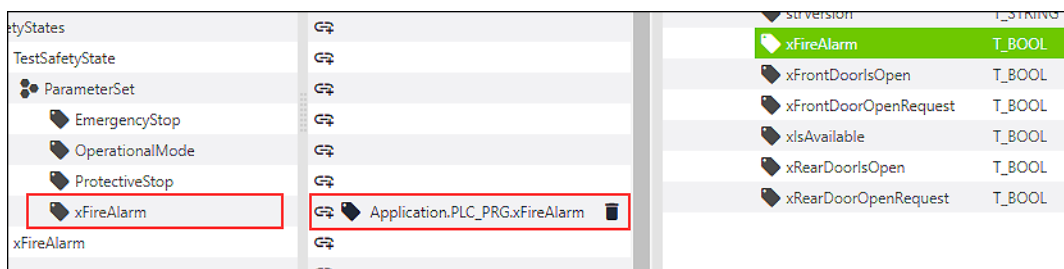 etyStates
TestSafetyState
ParameterSet
EmergencyStop
OperationalMode
ProtectiveStop
xFireAlarm
xFireAlarm
Application.PLC_PRG.xFireAlarm
strVersion T_STRING
xFireAlarm T_BOOL
xFrontDoorIsOpen T_BOOL
xFrontDoorOpenRequest T_BOOL
xIsAvailable T_BOOL
xRearDoorIsOpen T_BOOL
xRearDoorOpenRequest T_BOOL